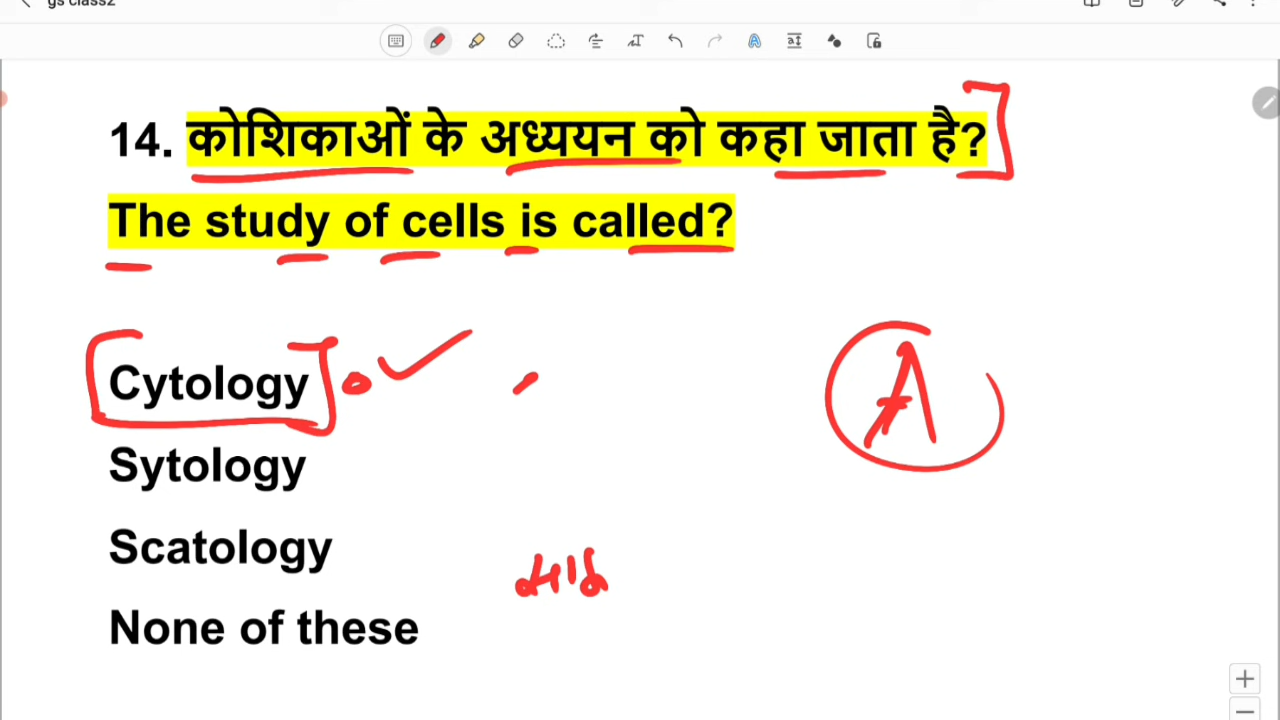 gs class2
14. कोशिकाओं के अध्ययन को कहा जाता है?
The study of cells is called?
Cytology
A
Sytology
Scatology
None of these